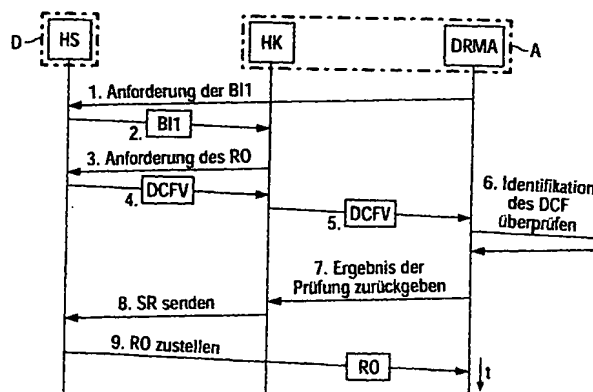 D
HS
HK
DRMA
A
1. Anforderung der BI1
2. BI1
3. Anforderung des RO
4. DCFV
5. DCFV
6. Identifikation
des DCF
überprüfen
7. Ergebnis der
Prüfung zurückgeben
8. SR senden
9. RO zustellen
RO
t